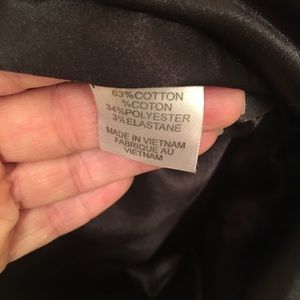 63%COTTON
%COTON
34%POLYESTER
3%ELASTANE
MADE IN VIETNAM
FABRIQUE AU
VIETNAM